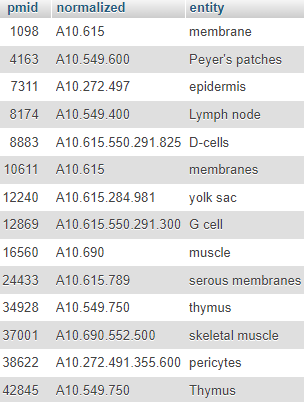 pmid normalized entity
1098 A10.615 membrane
4163 A10.549.600 Peyer's patches
7311 A10.272.497 epidermis
8174 A10.549.400 Lymph node
8883 A10.615.550.291.825 D-cells
10611 A10.615 membranes
12240 A10.615.284.981 yolk sac
12869 A10.615.550.291.300 G cell
16560 A10.690 muscle
24433 A10.615.789 serous membranes
34928 A10.549.750 thymus
37001 A10.690.552.500 skeletal muscle
38622 A10.272.491.355.600 pericytes
42845 A10.549.750 Thymus